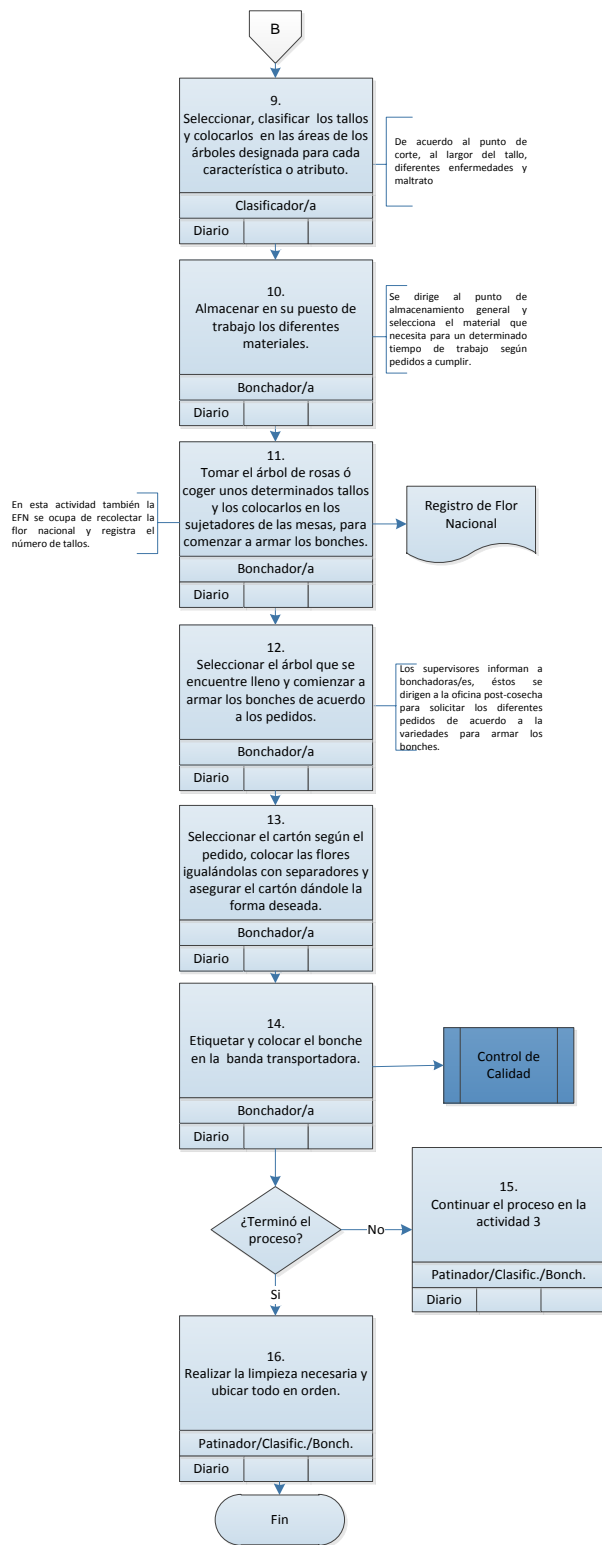 B
9.
Seleccionar, clasificar los tallos
y colocarlos en las áreas de los
árboles designada para cada
característica o atributo.
Clasificador/a
Diario
De acuerdo al punto de
corte, al largor del tallo,
diferentes enfermedades y
maltrato
10.
Almacenar en su puesto de
trabajo los diferentes
materiales.
Bonchador/a
Diario
Se dirige al punto de
almacenamiento general y
selecciona el material que
necesita para un determinado
tiempo de trabajo según
pedidos a cumplir.
11.
Tomar el árbol de rosas ó
coger unos determinados tallos
y los colocarlos en los
sujetadores de las mesas, para
comenzar a armar los bonches.
Bonchador/a
Diario
En esta actividad también la
EFN se ocupa de recolectar la
flor nacional y registra el
número de tallos.
Registro de Flor
Nacional
12.
Seleccionar el árbol que se
encuentre lleno y comienzar a
armar los bonches de acuerdo
a los pedidos.
Bonchador/a
Diario
Los supervisores informan a
bonchadoras/es, éstos se
dirigen a la oficina post-cosecha
para solicitar los diferentes
pedidos de acuerdo a la
variedades para armar los
bonches.
13.
Seleccionar el cartón según el
pedido, colocar las flores
igualándolas con separadores y
asegurar el cartón dándole la
forma deseada.
Bonchador/a
Diario
14.
Etiquetar y colocar el bonche
en la banda transportadora.
Bonchador/a
Diario
Control de
Calidad
¿Terminó el
proceso?
No
15.
Continuar el proceso en la
actividad 3
Patinador/Clasific./Bonch.
Diario
Si
16.
Realizar la limpieza necesaria y
ubicar todo en orden.
Patinador/Clasific./Bonch.
Diario
Fin